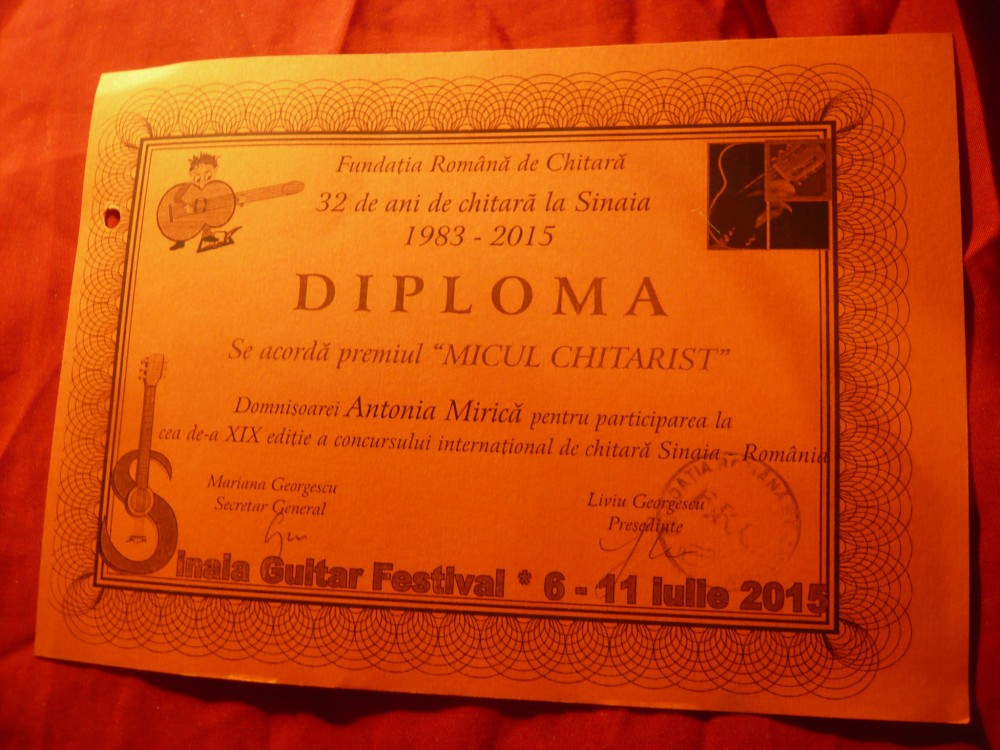 Fundația Română de Chitară
32 de ani de chitară la Sinaia
1983 - 2015
DIPLOMA
Se acordă premiul “MICUL CHITARIST”
Domnisoarei Antonia Mirică pentru participarea la
cea de-a XIX ediție a concursului internațional de chitară Sinaia - România
Mariana Georgescu
Secretar General
Liviu Georgescu
Președinte
Sinaia Guitar Festival * 6 - 11 iulie 2015